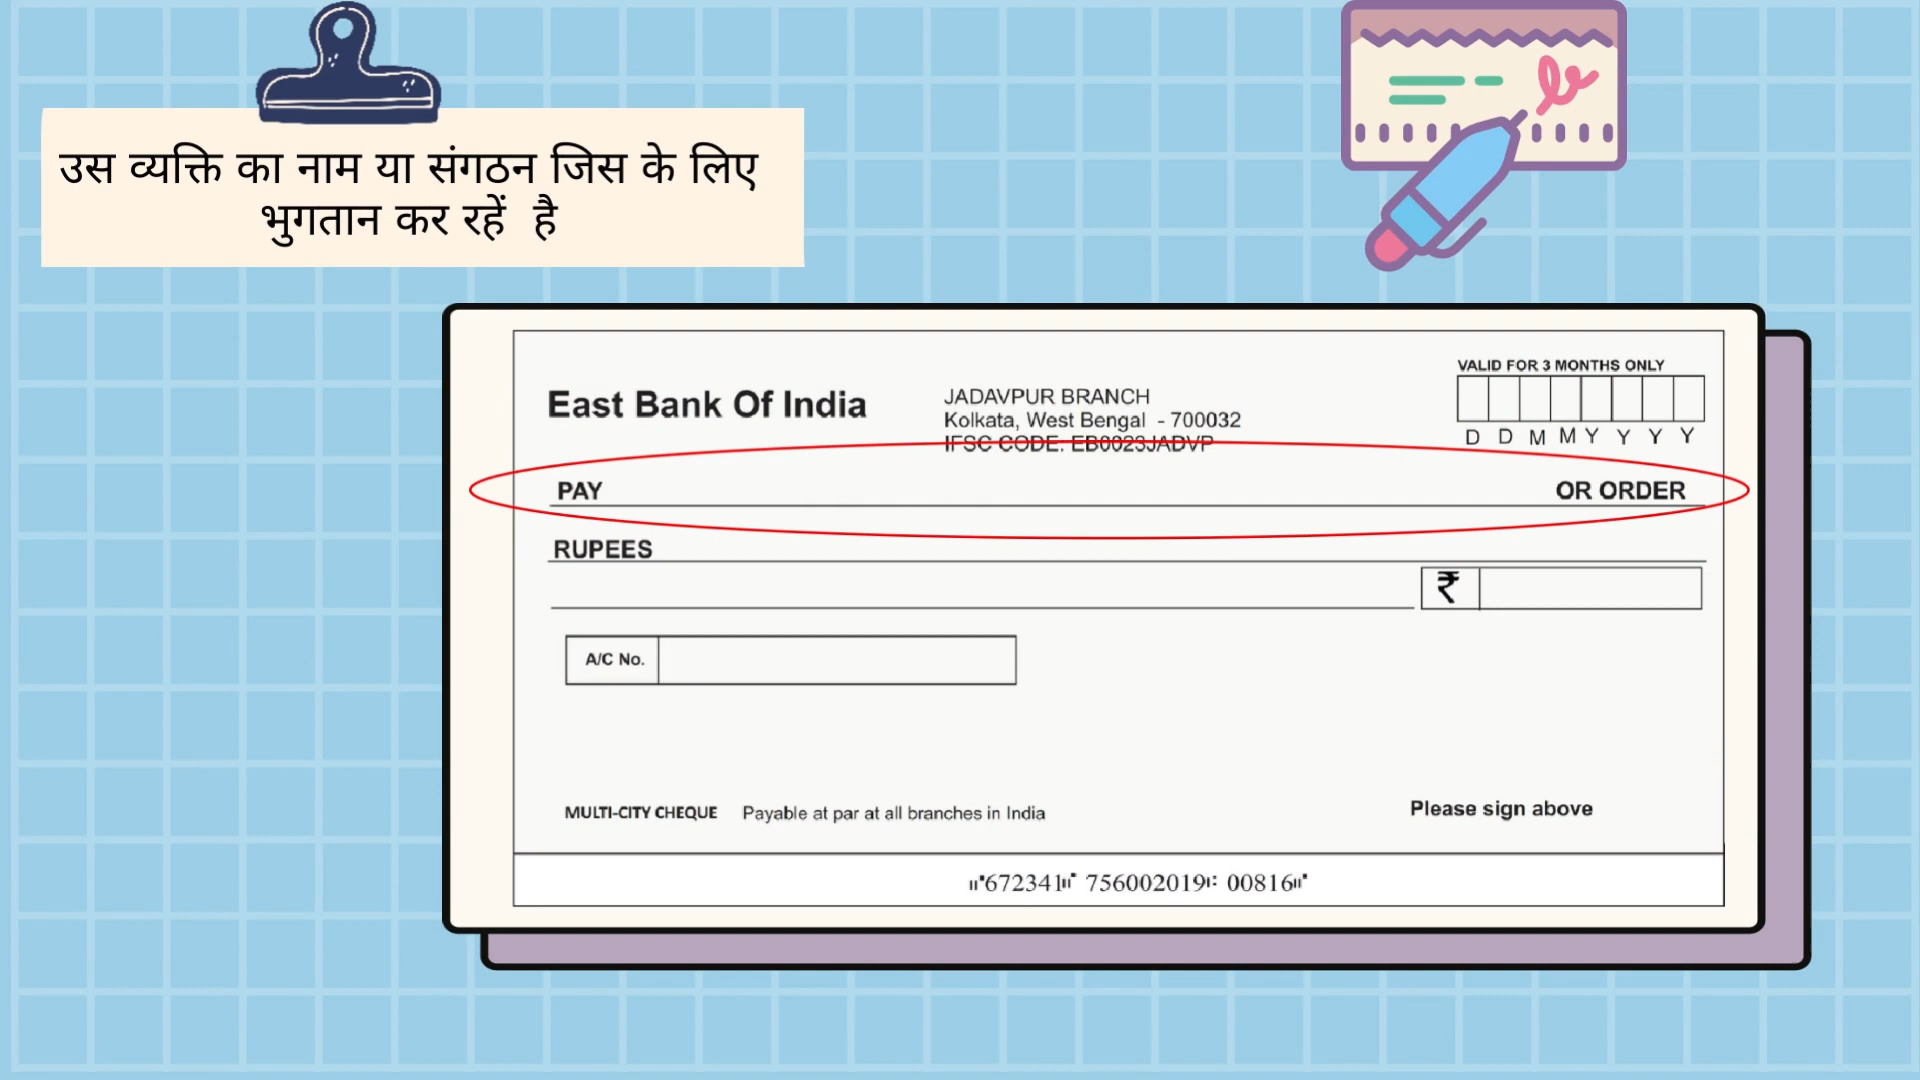 उस व्यक्ति का नाम या संगठन जिस के लिए
भुगतान कर रहें है
VALID FOR 3 MONTHS ONLY
East Bank Of India
JADAVPUR BRANCH
Kolkata, West Bengal - 700032
IFSC CODE: EB0023JADVP
D D M M Y Y Y Y
PAY OR ORDER
RUPEES
₹
A/C No.
MULTI-CITY CHEQUE Payable at par at all branches in India
Please sign above
⑈672341⑈ 756002019⑆ 00816⑈